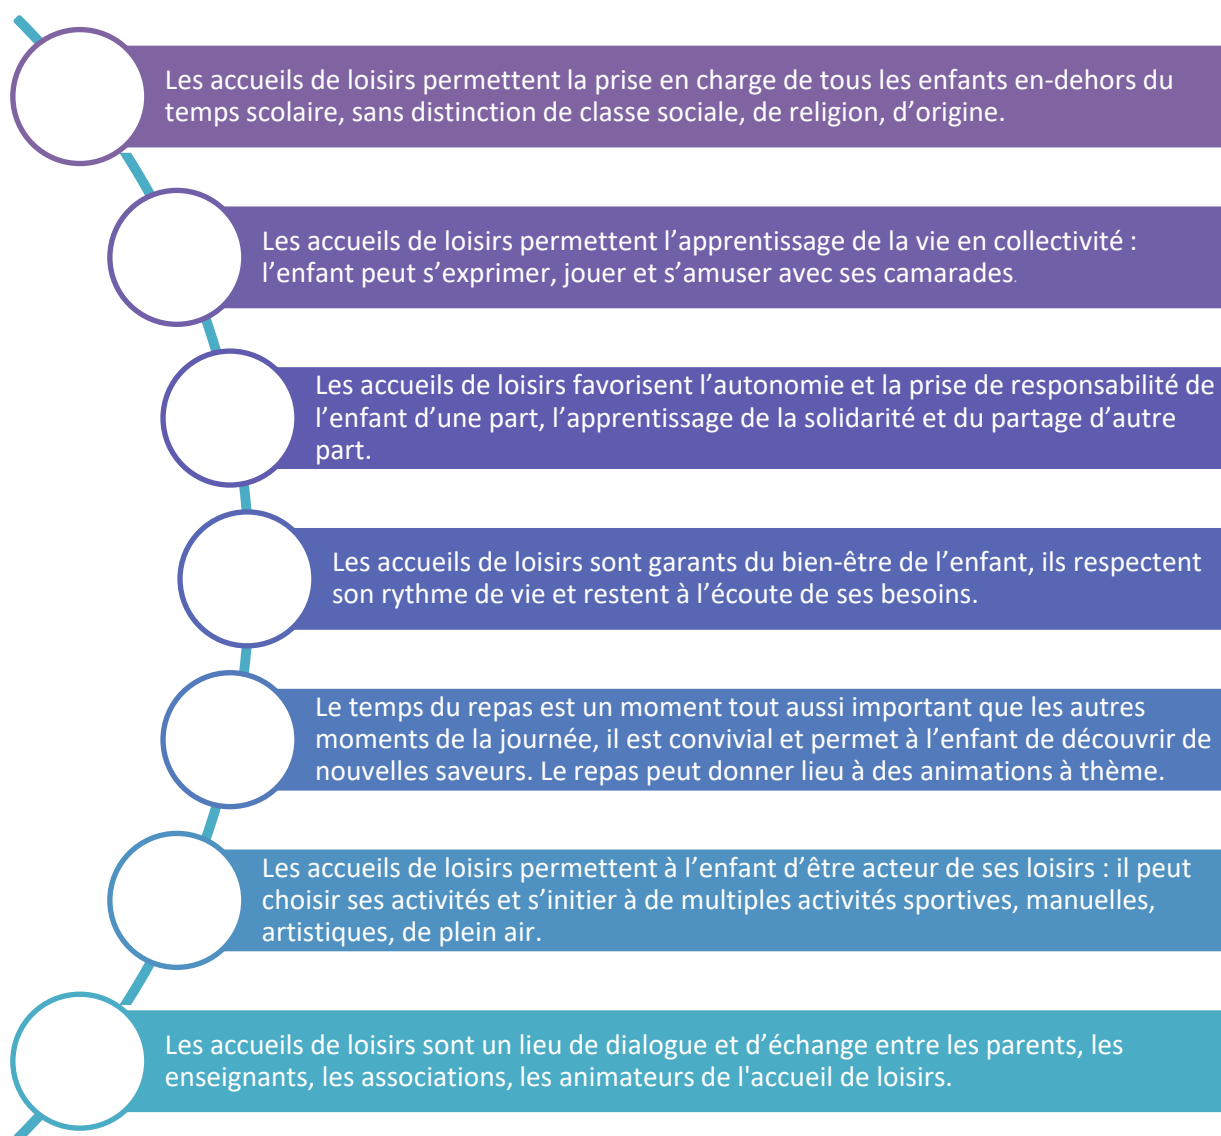 Les accueils de loisirs permettent la prise en charge de tous les enfants en-dehors du
temps scolaire, sans distinction de classe sociale, de religion, d’origine.
Les accueils de loisirs permettent l’apprentissage de la vie en collectivité :
l’enfant peut s’exprimer, jouer et s’amuser avec ses camarades.
Les accueils de loisirs favorisent l’autonomie et la prise de responsabilité de
l’enfant d’une part, l’apprentissage de la solidarité et du partage d’autre
part.
Les accueils de loisirs sont garants du bien-être de l’enfant, ils respectent
son rythme de vie et restent à l’écoute de ses besoins.
Le temps du repas est un moment tout aussi important que les autres
moments de la journée, il est convivial et permet à l’enfant de découvrir de
nouvelles saveurs. Le repas peut donner lieu à des animations à thème.
Les accueils de loisirs permettent à l’enfant d’être acteur de ses loisirs : il peut
choisir ses activités et s’initier à de multiples activités sportives, manuelles,
artistiques, de plein air.
Les accueils de loisirs sont un lieu de dialogue et d’échange entre les parents, les
enseignants, les associations, les animateurs de l'accueil de loisirs.